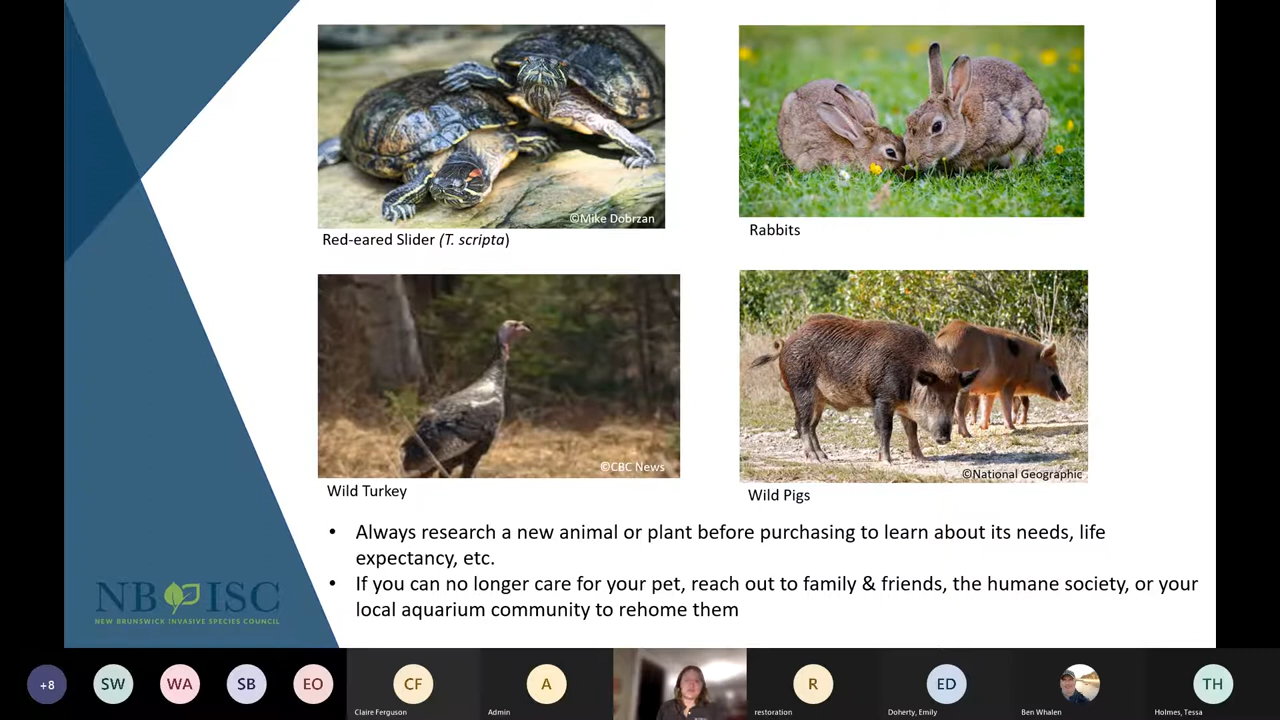 ©Mike Dobrzan
Red-eared Slider (T. scripta)
Rabbits
©CBC News
Wild Turkey
©National Geographic
Wild Pigs
• Always research a new animal or plant before purchasing to learn about its needs, life
expectancy, etc.
• If you can no longer care for your pet, reach out to family & friends, the humane society, or your
local aquarium community to rehome them
NB ISC
NEW BRUNSWICK INVASIVE SPECIES COUNCIL
+8
SW
WA
SB
EO
CF
Claire Ferguson
A
Admin
R
restoration
ED
Doherty, Emily
Ben Whalen
TH
Holmes, Tessa